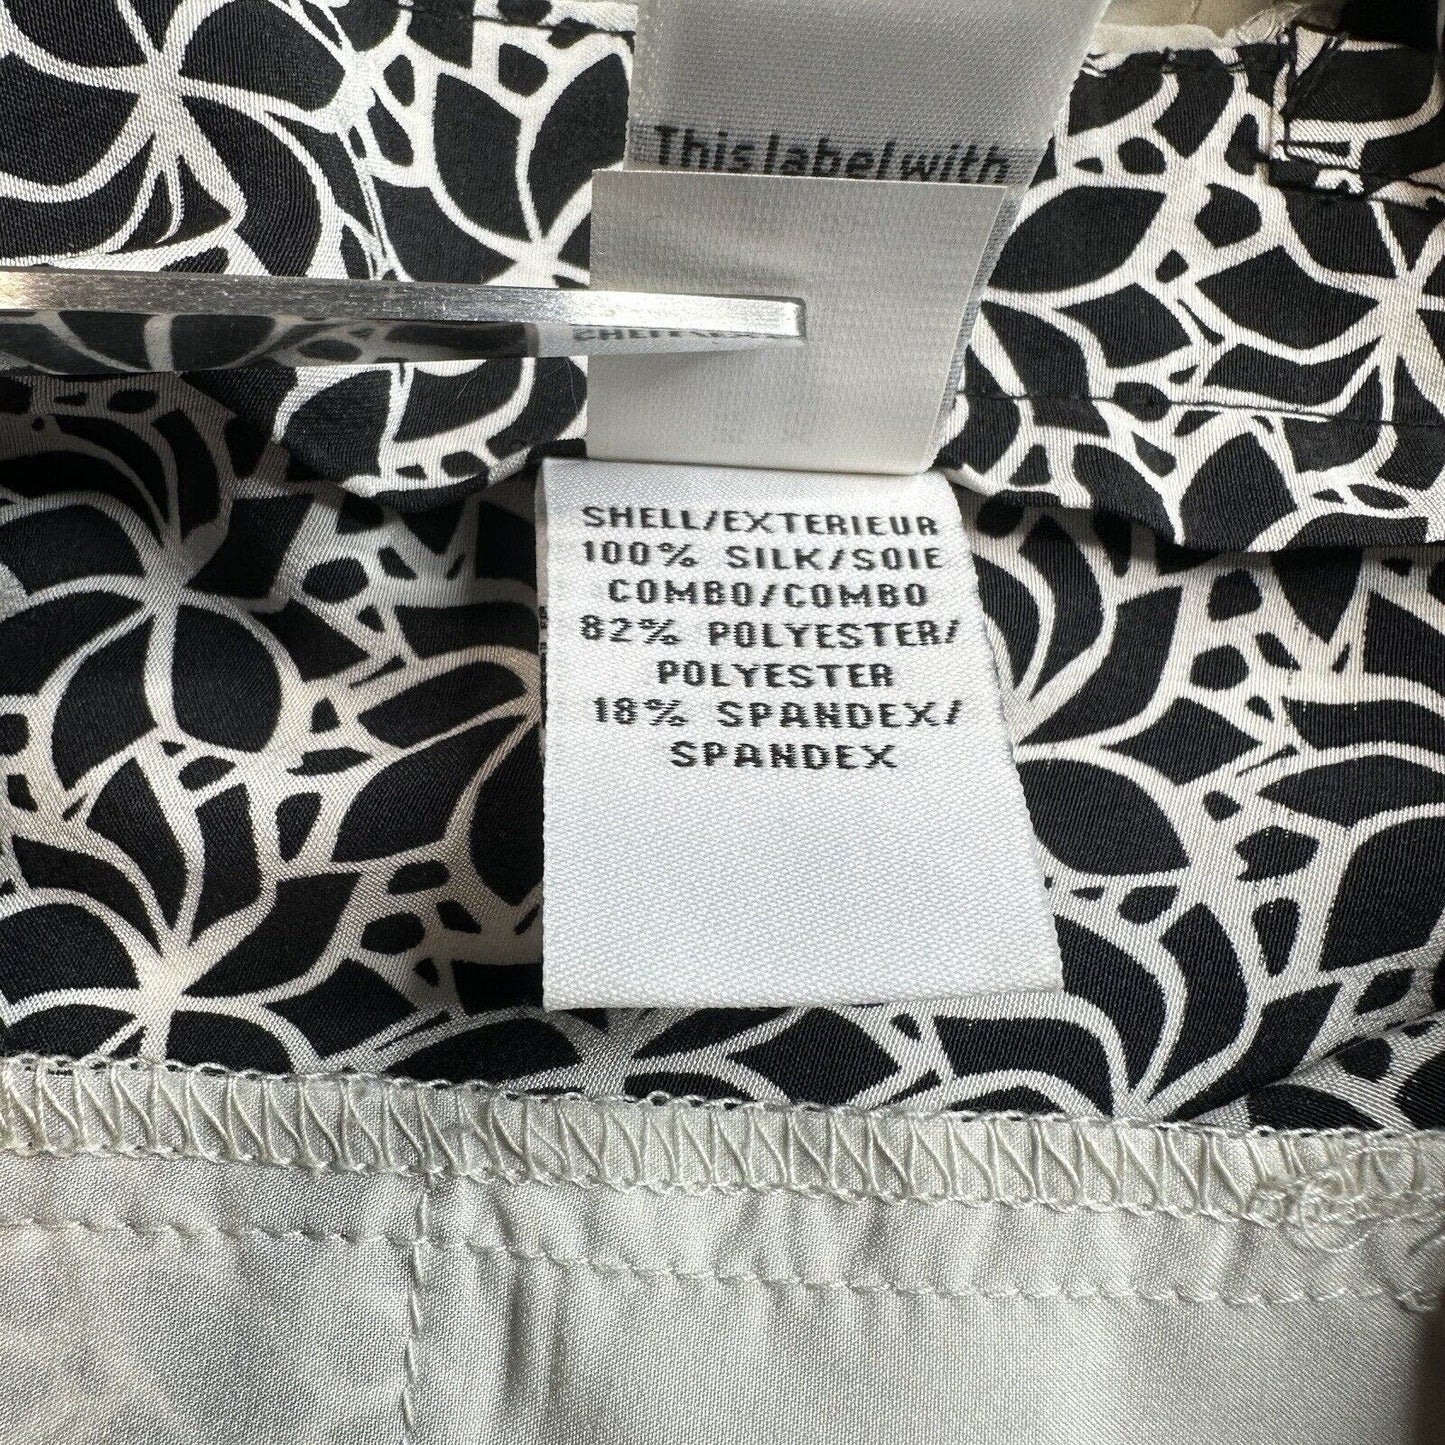 This label with
SHELL/EXTERIEUR
100% SILK/SOIE
COMBO/COMBO
82% POLYESTER/
POLYESTER
18% SPANDEX/
SPANDEX